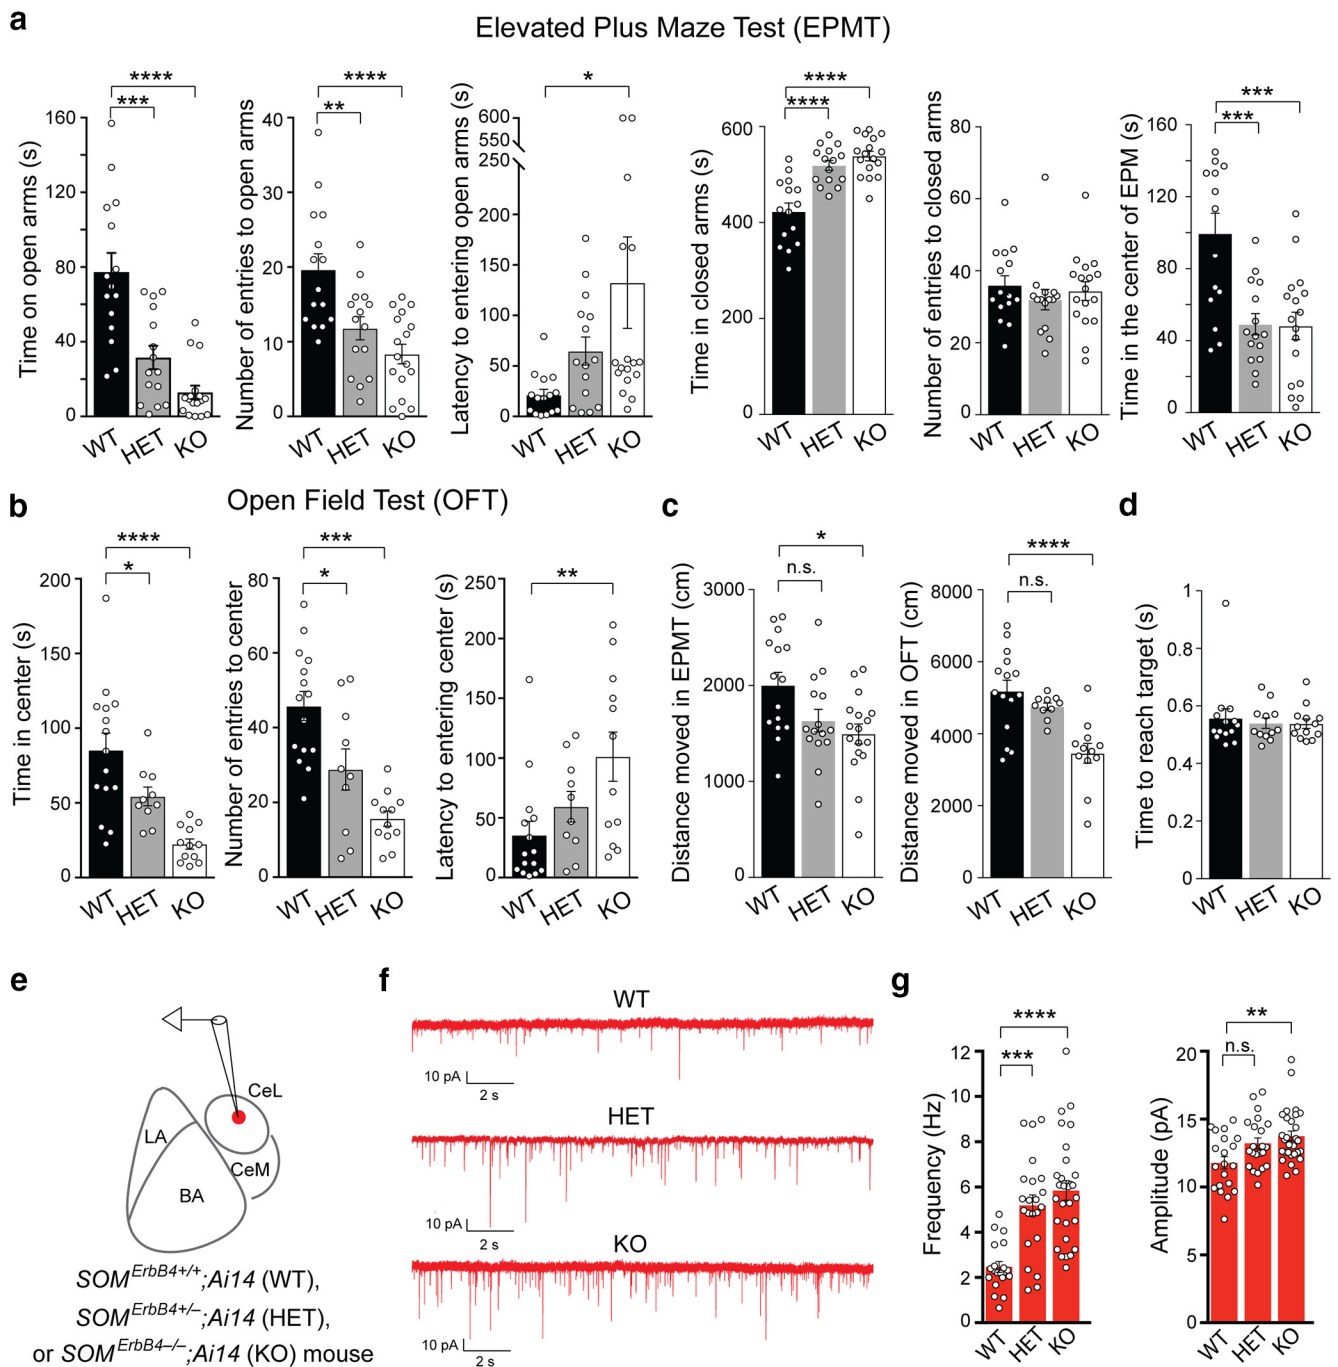 a
Elevated Plus Maze Test (EPMT)
Time on open arms (s)
160
120
80
40
0
****
***
WT
HET
KO
Number of entries to open arms
40
30
20
10
0
****
**
WT
HET
KO
Latency to entering open arms (s)
600
550
250
200
150
100
50
0
*
WT
HET
KO
Time in closed arms (s)
600
400
200
0
****
****
WT
HET
KO
Number of entries to closed arms
80
60
40
20
0
WT
HET
KO
Time in the center of EPM (s)
160
120
80
40
0
***
***
WT
HET
KO
b
Open Field Test (OFT)
Time in center (s)
200
150
100
50
0
****
*
WT
HET
KO
Number of entries to center
80
60
40
20
0
***
*
WT
HET
KO
Latency to entering center (s)
250
200
150
100
50
0
**
WT
HET
KO
c
Distance moved in EPMT (cm)
3000
2000
1000
0
*
n.s.
WT
HET
KO
Distance moved in OFT (cm)
8000
6000
4000
2000
0
****
n.s.
WT
HET
KO
d
Time to reach target (s)
1
0.8
0.6
0.4
0.2
0
WT
HET
KO
e
CeL
LA
CeM
BA
SOM^ErbB4+/+;Ai14 (WT),
SOM^ErbB4+/–;Ai14 (HET),
or SOM^ErbB4–/–;Ai14 (KO) mouse
f
WT
10 pA
2 s
HET
10 pA
2 s
KO
10 pA
2 s
g
Frequency (Hz)
12
10
8
6
4
2
0
****
***
WT
HET
KO
Amplitude (pA)
20
15
10
5
0
**
n.s.
WT
HET
KO